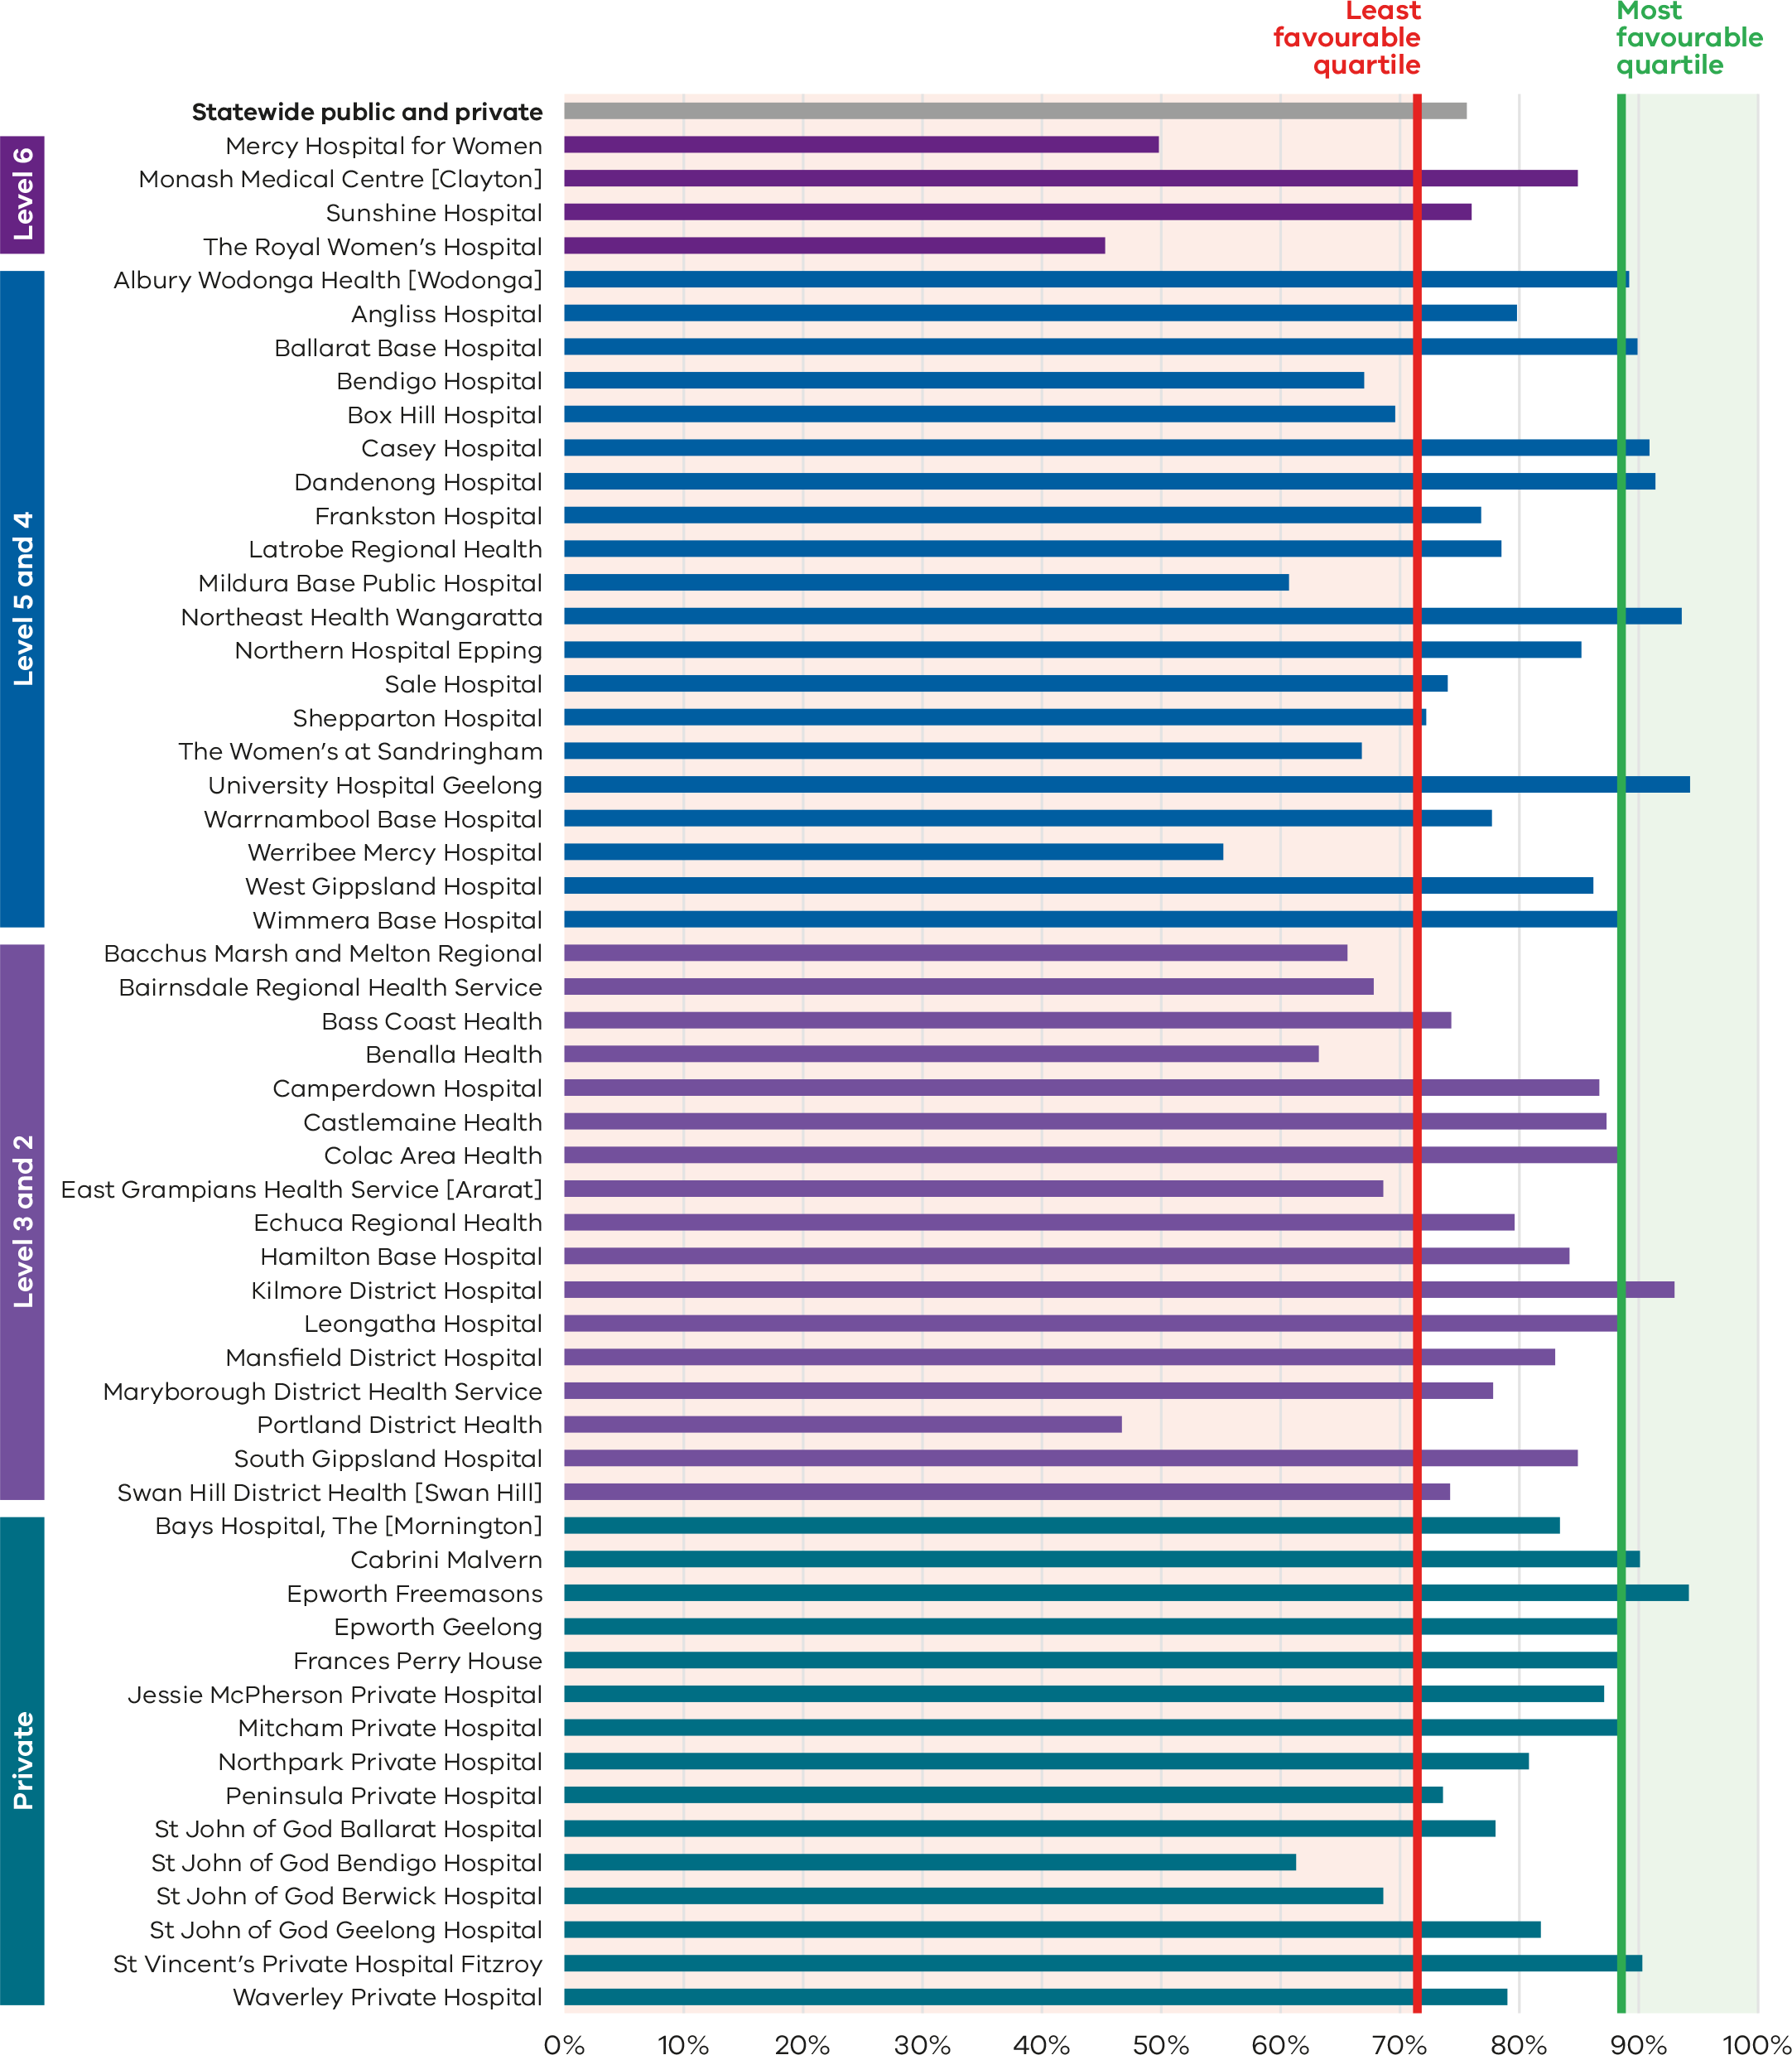 Least
favourable
quartile
Most
favourable
quartile
Statewide public and private
Level 6
Mercy Hospital for Women
Monash Medical Centre [Clayton]
Sunshine Hospital
The Royal Women’s Hospital
Level 5 and 4
Albury Wodonga Health [Wodonga]
Angliss Hospital
Ballarat Base Hospital
Bendigo Hospital
Box Hill Hospital
Casey Hospital
Dandenong Hospital
Frankston Hospital
Latrobe Regional Health
Mildura Base Public Hospital
Northeast Health Wangaratta
Northern Hospital Epping
Sale Hospital
Shepparton Hospital
The Women’s at Sandringham
University Hospital Geelong
Warrnambool Base Hospital
Werribee Mercy Hospital
West Gippsland Hospital
Wimmera Base Hospital
Level 3 and 2
Bacchus Marsh and Melton Regional
Bairnsdale Regional Health Service
Bass Coast Health
Benalla Health
Camperdown Hospital
Castlemaine Health
Colac Area Health
East Grampians Health Service [Ararat]
Echuca Regional Health
Hamilton Base Hospital
Kilmore District Hospital
Leongatha Hospital
Mansfield District Hospital
Maryborough District Health Service
Portland District Health
South Gippsland Hospital
Swan Hill District Health [Swan Hill]
Private
Bays Hospital, The [Mornington]
Cabrini Malvern
Epworth Freemasons
Epworth Geelong
Frances Perry House
Jessie McPherson Private Hospital
Mitcham Private Hospital
Northpark Private Hospital
Peninsula Private Hospital
St John of God Ballarat Hospital
St John of God Bendigo Hospital
St John of God Berwick Hospital
St John of God Geelong Hospital
St Vincent’s Private Hospital Fitzroy
Waverley Private Hospital
0% 10% 20% 30% 40% 50% 60% 70% 80% 90% 100%